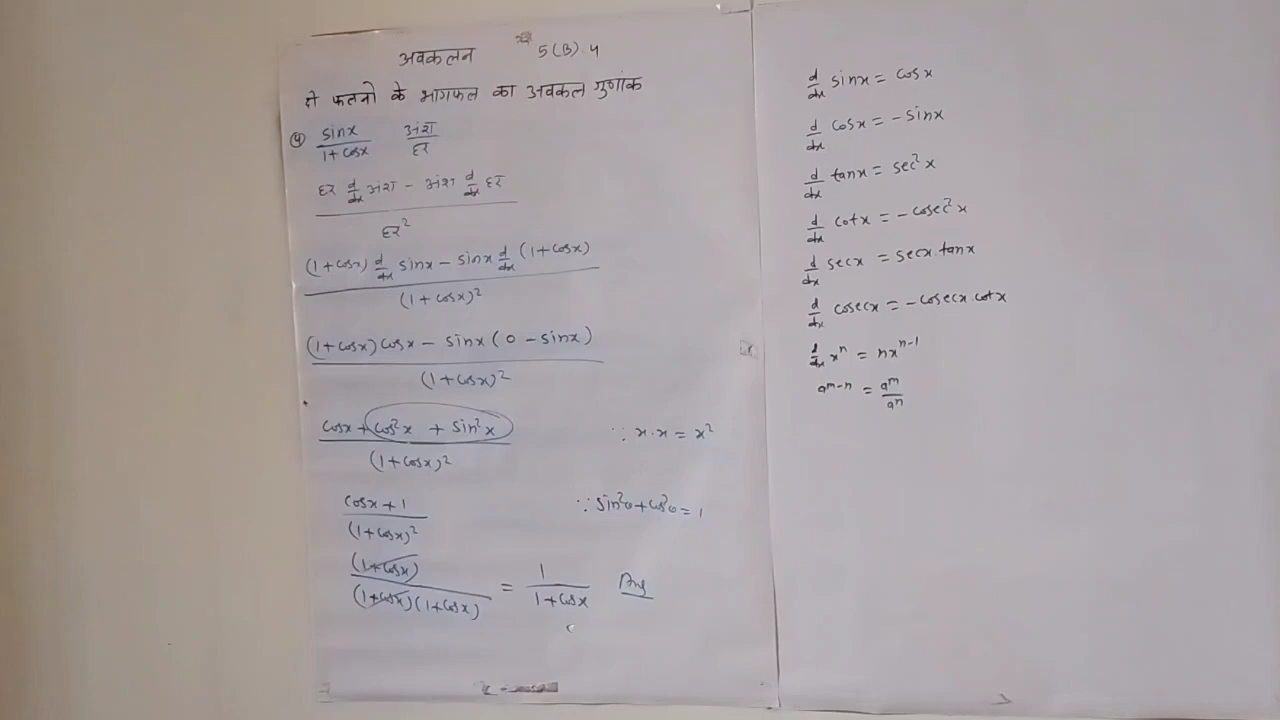 अवकलन 5(B).4
दो फलनो के भागफल का अवकल गुणांक
④ sinx/(1+cosx) अंश/हर
(हर d/dx अंश - अंश d/dx हर)/हर²
((1+cosx) d/dx sinx - sinx d/dx (1+cosx))/(1+cosx)²
((1+cosx) cosx - sinx (0 - sinx))/(1+cosx)²
(cosx + cos²x + sin²x)/(1+cosx)² ∵ x.x = x²
(cosx + 1)/(1+cosx)² ∵ sin²θ + cos²θ = 1
(1+cosx)/((1+cosx)(1+cosx)) = 1/(1+cosx) Ans
d/dx sinx = cosx
d/dx cosx = -sinx
d/dx tanx = sec²x
d/dx cotx = -cosec²x
d/dx secx = secx.tanx
d/dx cosecx = -cosecx.cotx
d/dx xⁿ = nxⁿ⁻¹
aᵐ⁻ⁿ = aᵐ/aⁿ